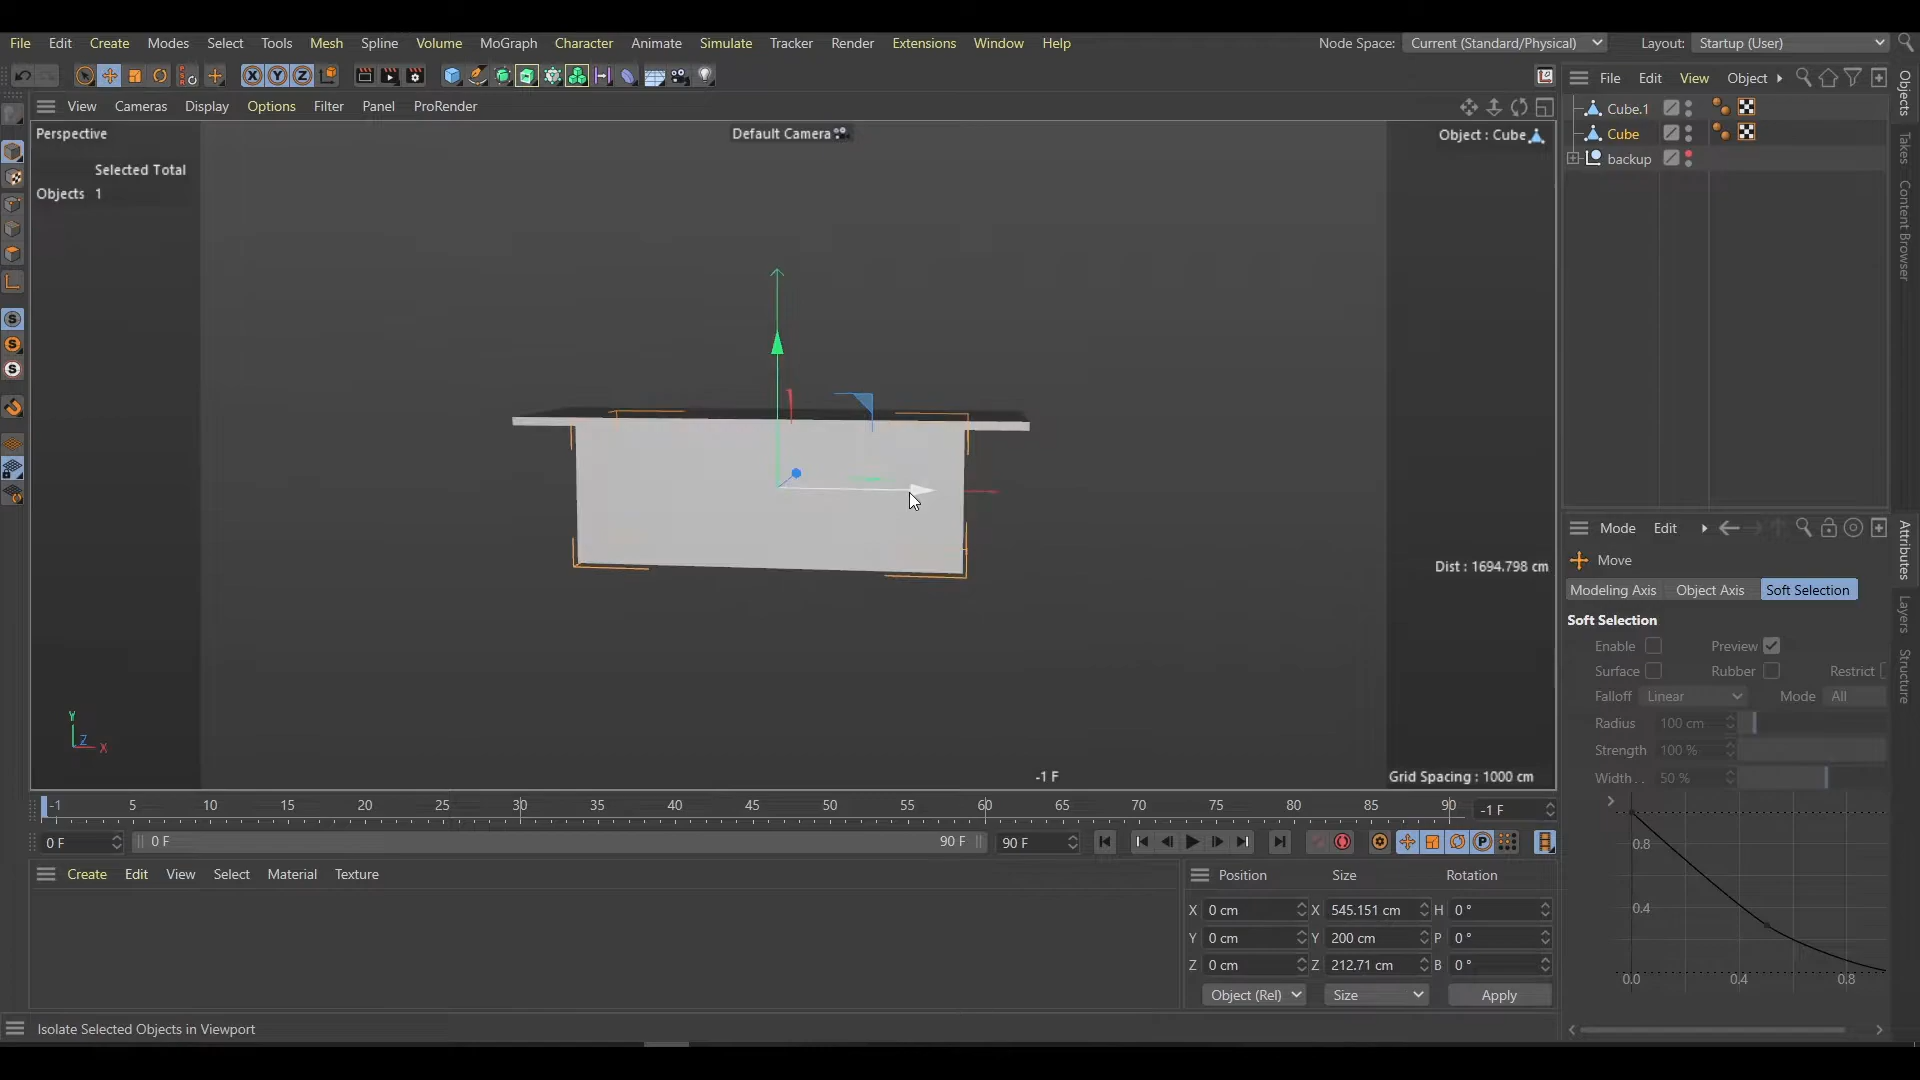 File Edit Create Modes Select Tools Mesh Spline Volume MoGraph Character Animate Simulate Tracker Render Extensions Window Help Node Space: Current (Standard/Physical) Layout: Startup (User)
X Y Z
File Edit View Object
View Cameras Display Options Filter Panel ProRender
Perspective
Default Camera
Object : Cube
Selected Total
Objects 1
Cube.1
Cube
backup
Objects
Takes
Content Browser
Dist : 1694.798 cm
Y
Z
X
-1 F
Grid Spacing : 1000 cm
Mode Edit
Move
Modeling Axis Object Axis Soft Selection
Soft Selection
Enable Preview
Surface Rubber Restrict
Falloff Linear Mode All
Radius 100 cm
Strength 100 %
Width . . 50 %
0.8
0.4
0.0 0.4 0.8
Attributes
Layers
Structure
-1 5 10 15 20 25 30 35 40 45 50 55 60 65 70 75 80 85 90 -1 F
0 F 0 F 90 F 90 F
P
Create Edit View Select Material Texture
Position Size Rotation
X 0 cm X 545.151 cm H 0 °
Y 0 cm Y 200 cm P 0 °
Z 0 cm Z 212.71 cm B 0 °
Object (Rel) Size Apply
Isolate Selected Objects in Viewport